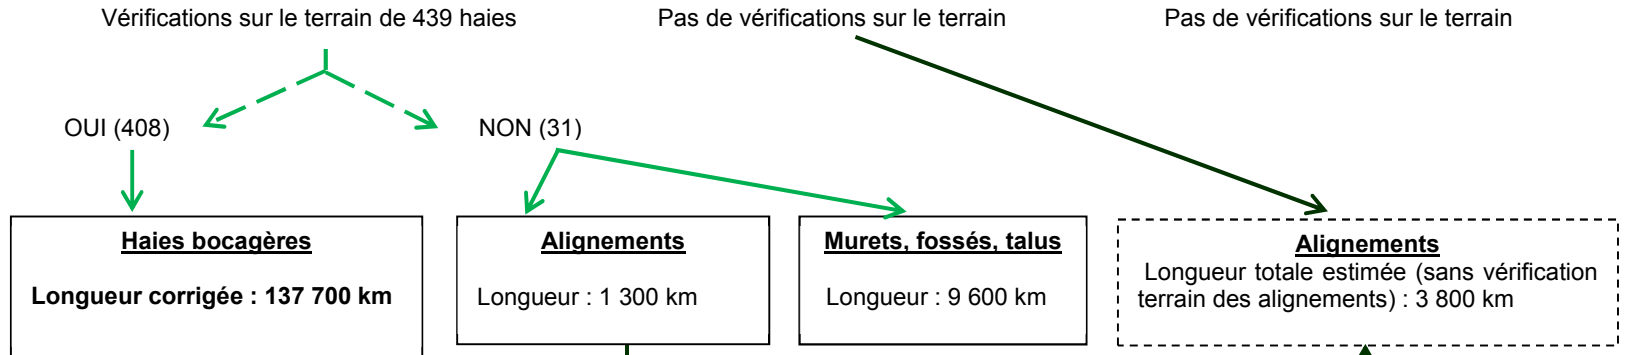 Vérifications sur le terrain de 439 haies
Pas de vérifications sur le terrain
Pas de vérifications sur le terrain
OUI (408)
NON (31)
Haies bocagères
Longueur corrigée : 137 700 km
Alignements
Longueur : 1 300 km
Murets, fossés, talus
Longueur : 9 600 km
Alignements
Longueur totale estimée (sans vérification
terrain des alignements) : 3 800 km